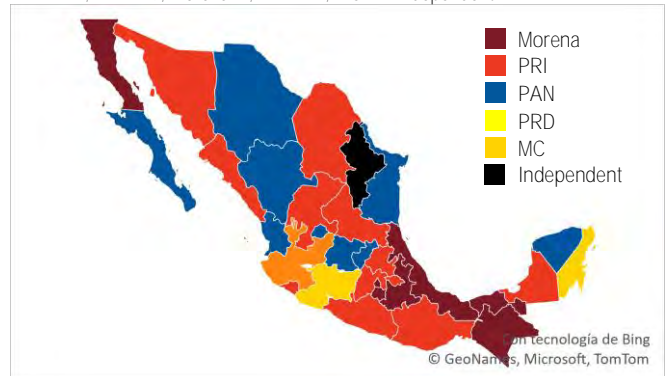 Morena
PRI
PAN
PRD
MC
Independent
Con tecnología de Bing
© GeoNames, Microsoft, TomTom